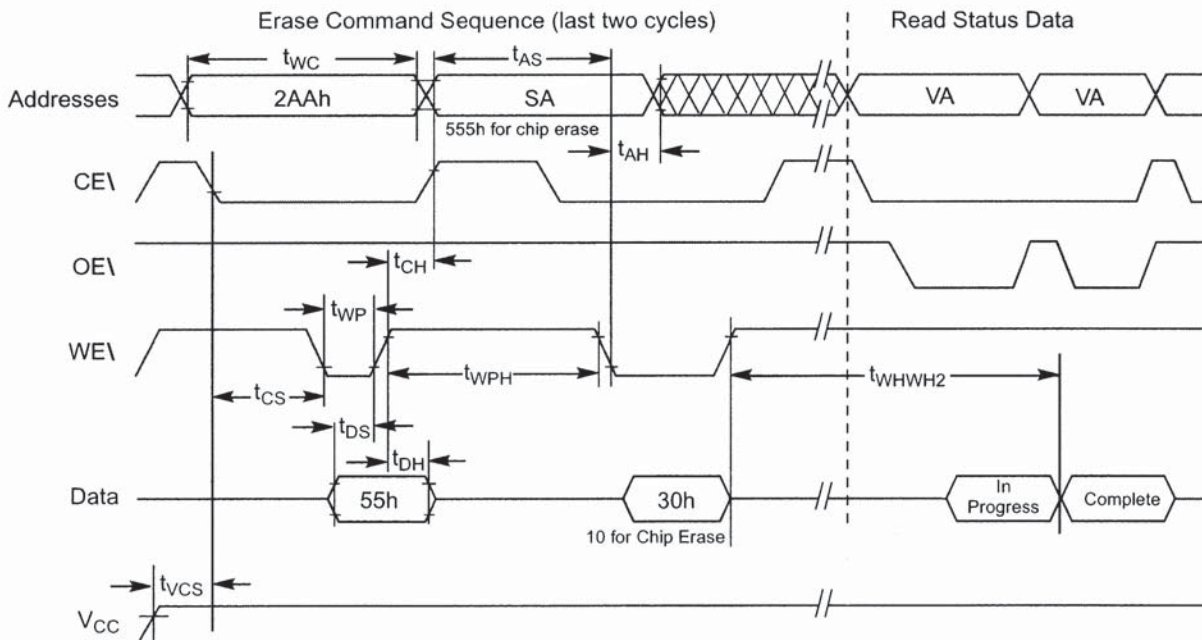 Erase Command Sequence (last two cycles)
Read Status Data
tWC
tAS
Addresses
2AAh
SA
VA
VA
555h for chip erase
tAH
CE\
OE\
tCH
tWP
WE\
tWPH
tWHWH2
tCS
tDS
tDH
Data
55h
30h
In
Progress
Complete
10 for Chip Erase
tVCS
VCC